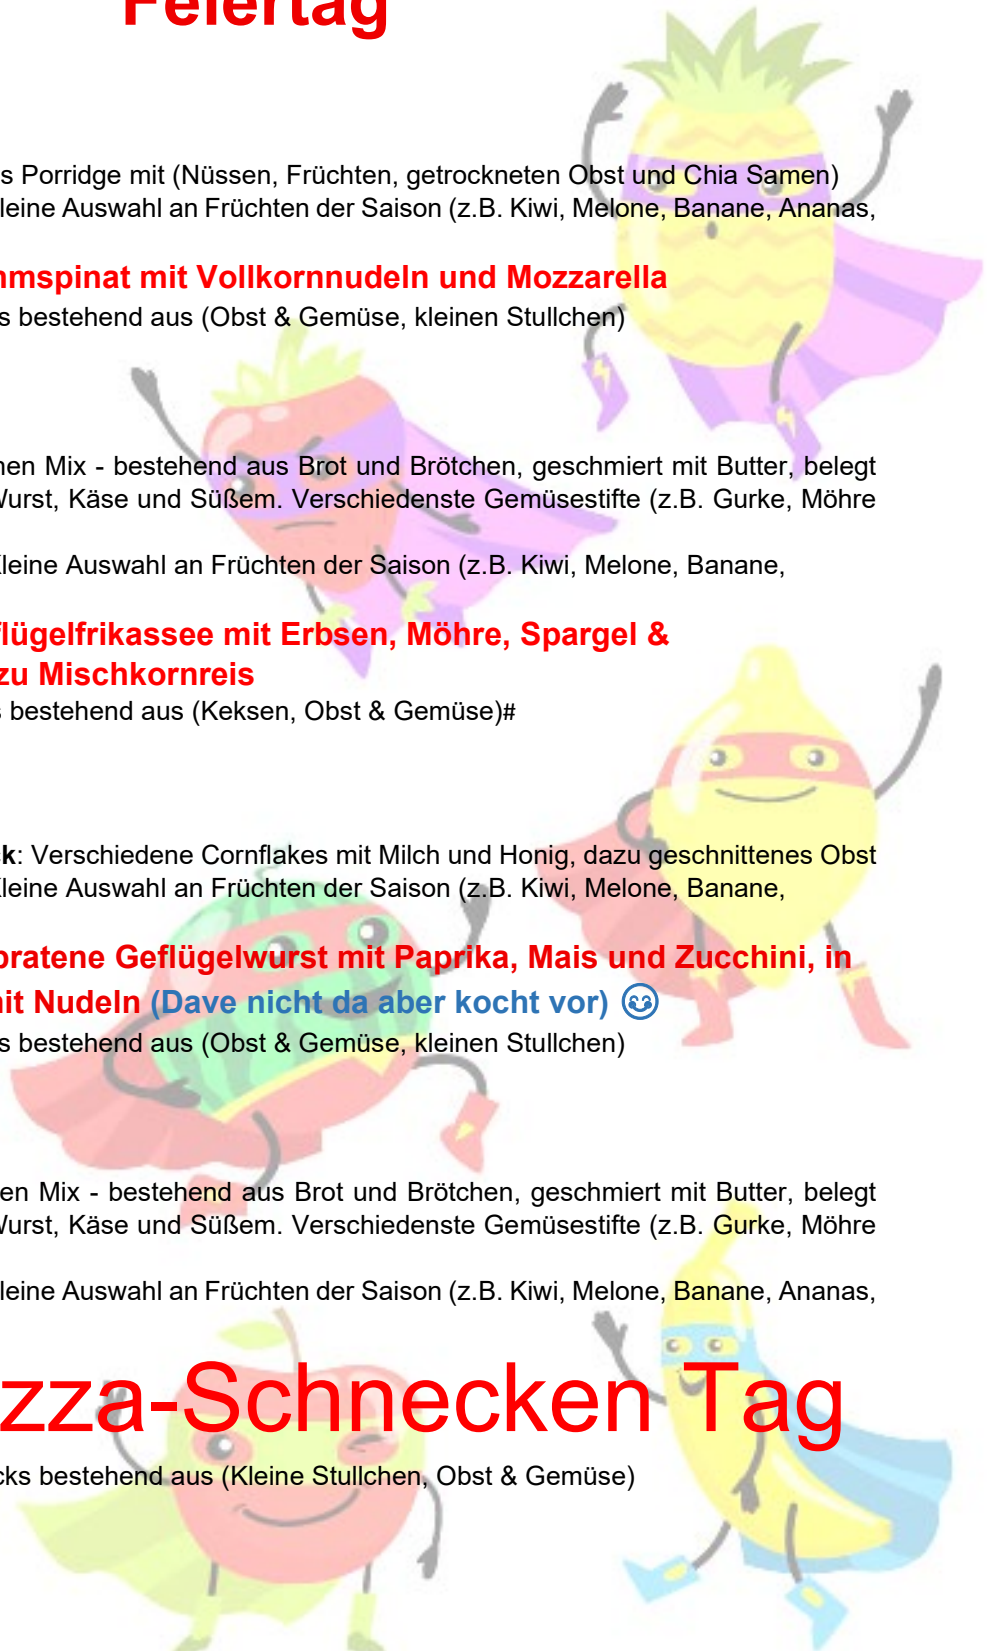 Feiertag
s Porridge mit (Nüssen, Früchten, getrockneten Obst und Chia Samen)
leine Auswahl an Früchten der Saison (z.B. Kiwi, Melone, Banane, Ananas,
mspinat mit Vollkornnudeln und Mozzarella
s bestehend aus (Obst & Gemüse, kleinen Stullchen)
hen Mix - bestehend aus Brot und Brötchen, geschmiert mit Butter, belegt
Wurst, Käse und Süßem. Verschiedenste Gemüsestifte (z.B. Gurke, Möhre
leine Auswahl an Früchten der Saison (z.B. Kiwi, Melone, Banane,
flügelfrikassee mit Erbsen, Möhre, Spargel &
zu Mischkornreis
s bestehend aus (Keksen, Obst & Gemüse)#
k: Verschiedene Cornflakes mit Milch und Honig, dazu geschnittenes Obst
Kleine Auswahl an Früchten der Saison (z.B. Kiwi, Melone, Banane,
bratene Geflügelwurst mit Paprika, Mais und Zucchini, in
mit Nudeln (Dave nicht da aber kocht vor) 😊
s bestehend aus (Obst & Gemüse, kleinen Stullchen)
en Mix - bestehend aus Brot und Brötchen, geschmiert mit Butter, belegt
Wurst, Käse und Süßem. Verschiedenste Gemüsestifte (z.B. Gurke, Möhre
leine Auswahl an Früchten der Saison (z.B. Kiwi, Melone, Banane, Ananas,
zza-Schnecken Tag
cks bestehend aus (Kleine Stullchen, Obst & Gemüse)